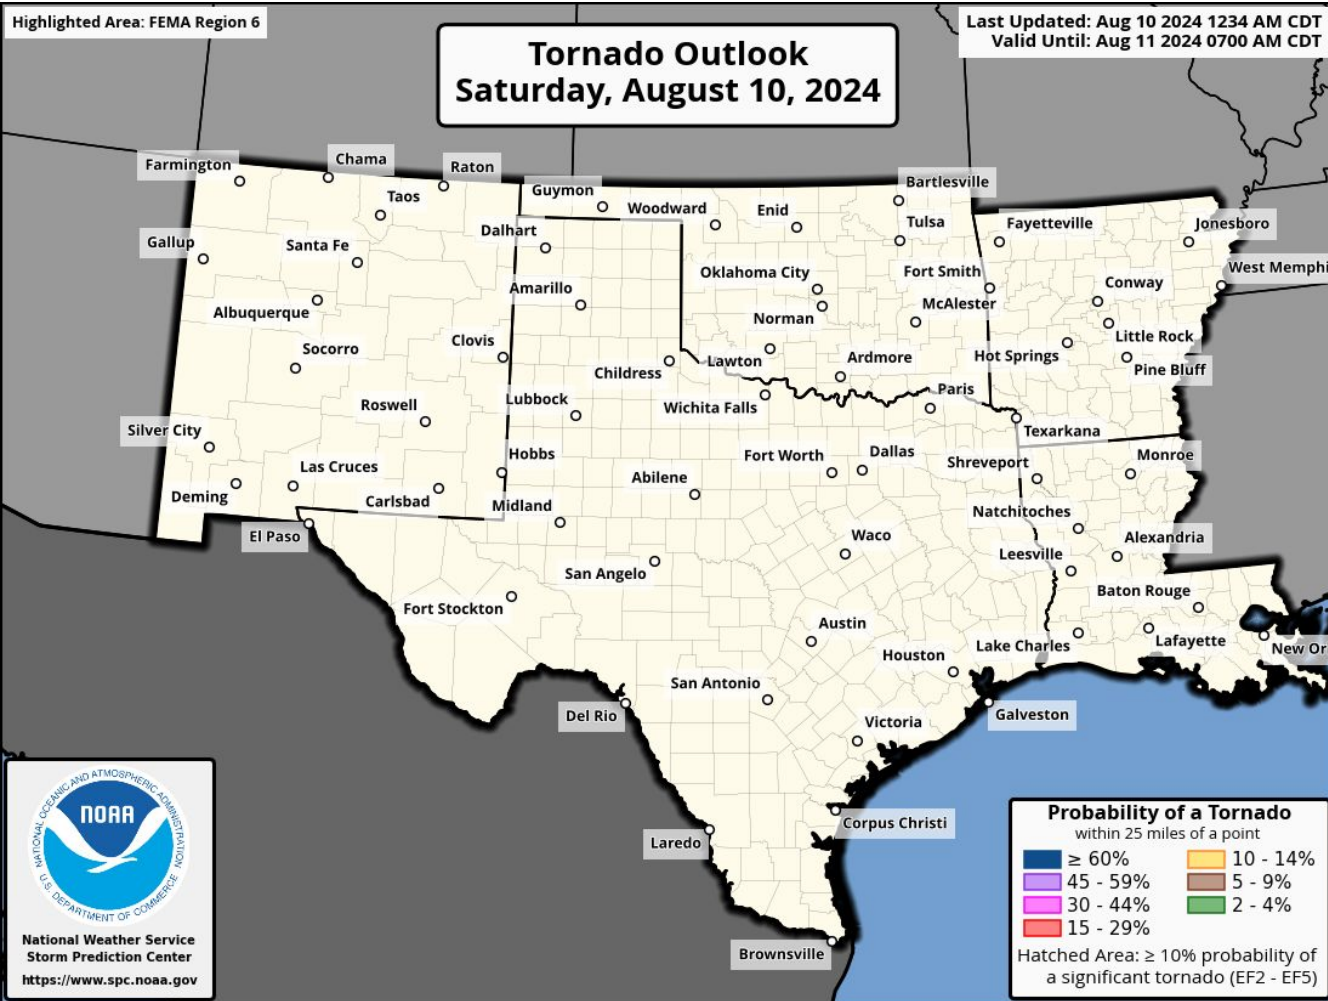 Highlighted Area: FEMA Region 6
Last Updated: Aug 10 2024 1234 AM CDT
Valid Until: Aug 11 2024 0700 AM CDT
Tornado Outlook
Saturday, August 10, 2024
Farmington
Chama
Raton
Taos
Guymon
Woodward
Enid
Bartlesville
Tulsa
Fayetteville
Jonesboro
Gallup
Santa Fe
Dalhart
Oklahoma City
Fort Smith
West Memphi
Amarillo
Conway
Albuquerque
Norman
McAlester
Socorro
Clovis
Little Rock
Childress
Lawton
Ardmore
Hot Springs
Pine Bluff
Roswell
Lubbock
Wichita Falls
Paris
Silver City
Texarkana
Las Cruces
Hobbs
Abilene
Fort Worth
Dallas
Shreveport
Monroe
Deming
Carlsbad
Midland
Natchitoches
El Paso
Waco
Alexandria
San Angelo
Leesville
Fort Stockton
Baton Rouge
Austin
Lake Charles
Lafayette
New Or
Houston
San Antonio
Del Rio
Victoria
Galveston
Corpus Christi
Laredo
Brownsville
NATIONAL OCEANIC AND ATMOSPHERIC ADMINISTRATION
NOAA
U.S. DEPARTMENT OF COMMERCE
National Weather Service
Storm Prediction Center
https://www.spc.noaa.gov
Probability of a Tornado
within 25 miles of a point
≥ 60%
10 - 14%
45 - 59%
5 - 9%
30 - 44%
2 - 4%
15 - 29%
Hatched Area: ≥ 10% probability of
a significant tornado (EF2 - EF5)